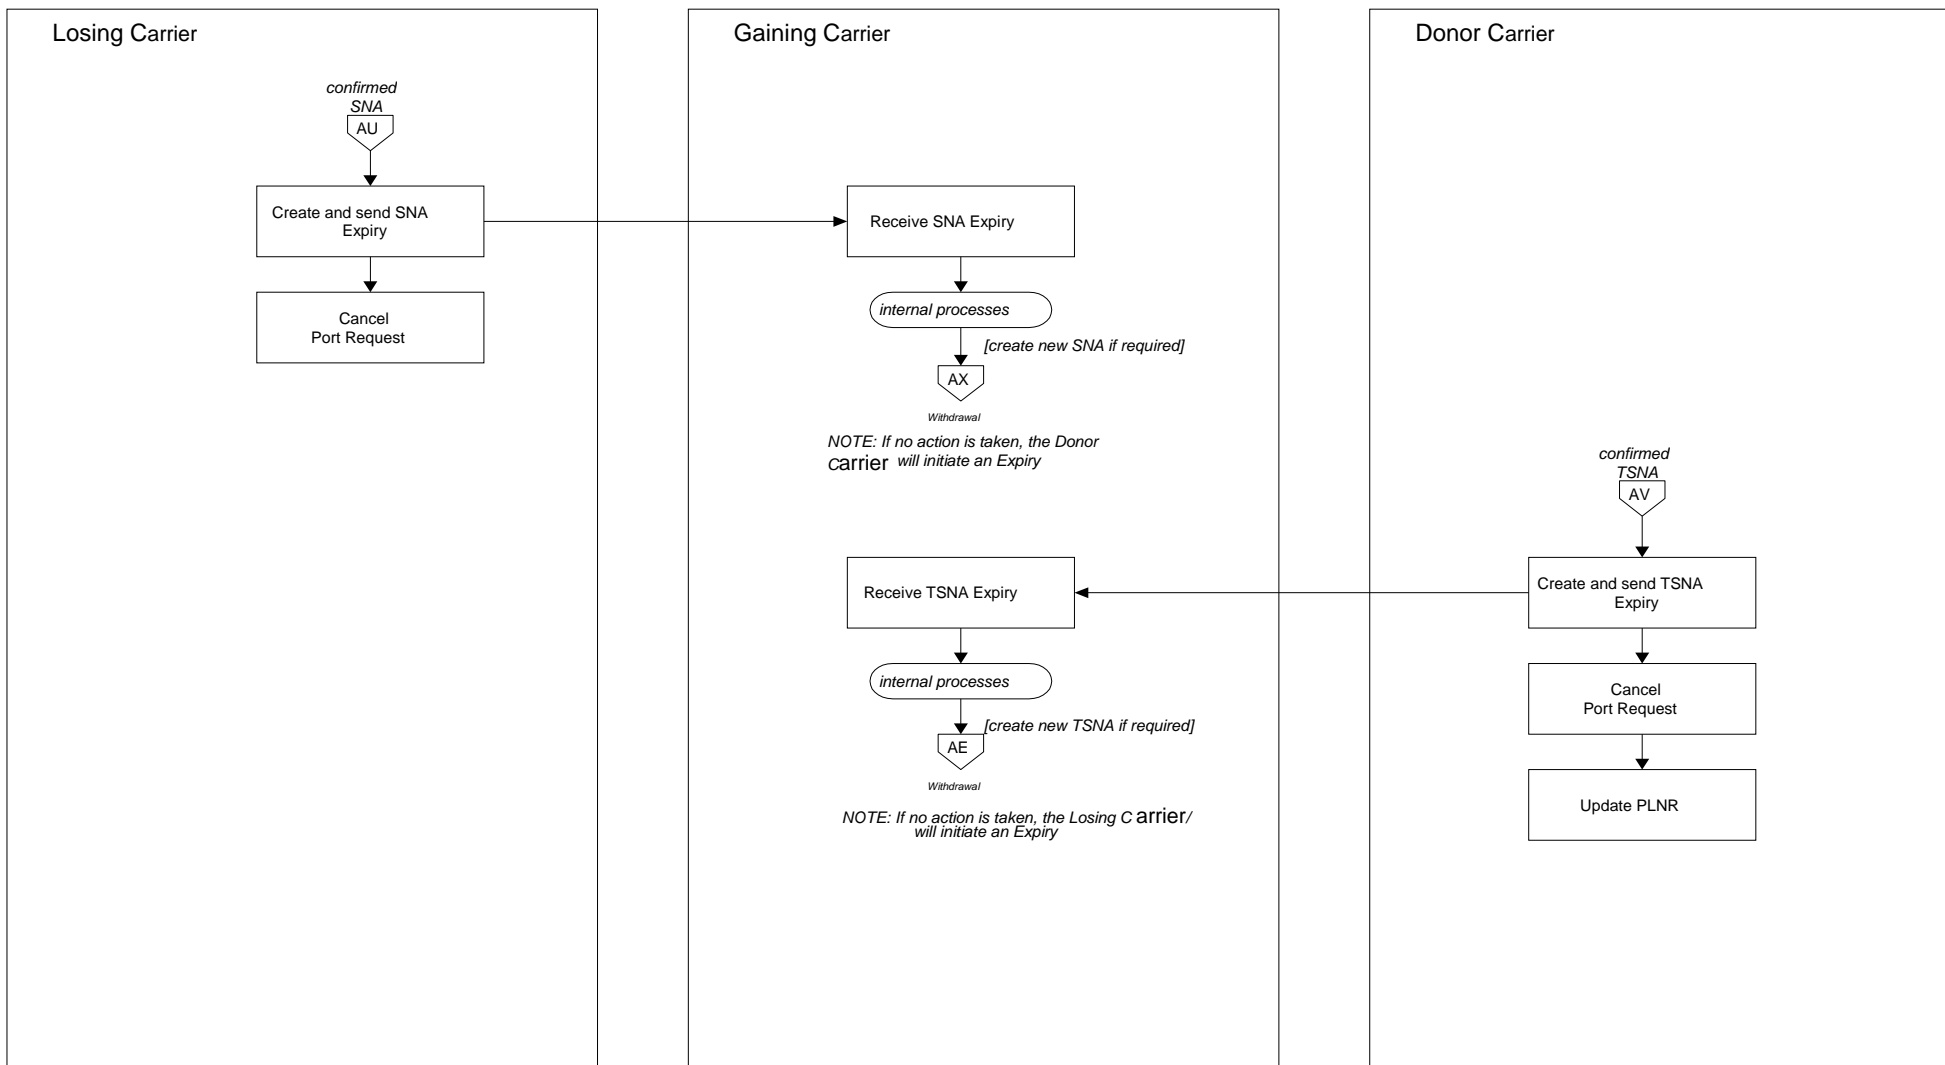 Losing Carrier
confirmed
SNA
AU
Create and send SNA
Expiry
Cancel
Port Request
Gaining Carrier
Receive SNA Expiry
internal processes
[create new SNA if required]
AX
Withdrawal
NOTE: If no action is taken, the Donor
Carrier will initiate an Expiry
Receive TSNA Expiry
internal processes
[create new TSNA if required]
AE
Withdrawal
NOTE: If no action is taken, the Losing C arrier/
will initiate an Expiry
Donor Carrier
confirmed
TSNA
AV
Create and send TSNA
Expiry
Cancel
Port Request
Update PLNR